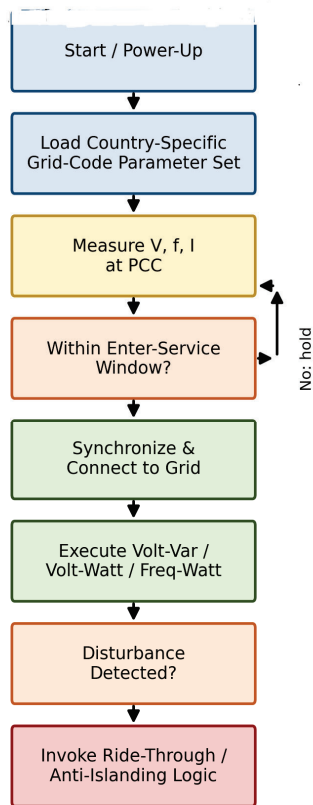 Start / Power-Up
Load Country-Specific
Grid-Code Parameter Set
Measure V, f, I
at PCC
Within Enter-Service
Window?
No: hold
Synchronize &
Connect to Grid
Execute Volt-Var /
Volt-Watt / Freq-Watt
Disturbance
Detected?
Invoke Ride-Through /
Anti-Islanding Logic